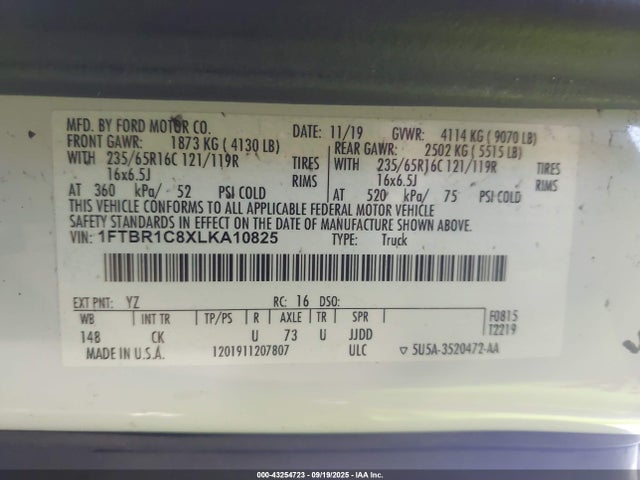 MFD. BY FORD MOTOR CO.
DATE: 11/19 GVWR: 4114 KG ( 9070 LB)
FRONT GAWR: 1873 KG ( 4130 LB)
REAR GAWR: 2502 KG ( 5515 LB)
WITH 235/65R16C 121/119R TIRES
WITH 235/65R16C 121/119R TIRES
16x6.5J RIMS
16x6.5J RIMS
AT 360 kPa/ 52 PSI COLD
AT 520 kPa/ 75 PSI COLD
THIS VEHICLE CONFORMS TO ALL APPLICABLE FEDERAL MOTOR VEHICLE
SAFETY STANDARDS IN EFFECT ON THE DATE OF MANUFACTURE SHOWN ABOVE.
VIN: 1FTBR1C8XLKA10825 TYPE: Truck
EXT PNT: YZ RC: 16 DSO:
WB INT TR TP/PS R AXLE TR SPR F0815
T2219
148 CK U 73 U JJDD
MADE IN U.S.A. 1201911207807 ULC ▽ 5U5A-3520472-AA
000-43254723 - 09/19/2025 - IAA Inc.